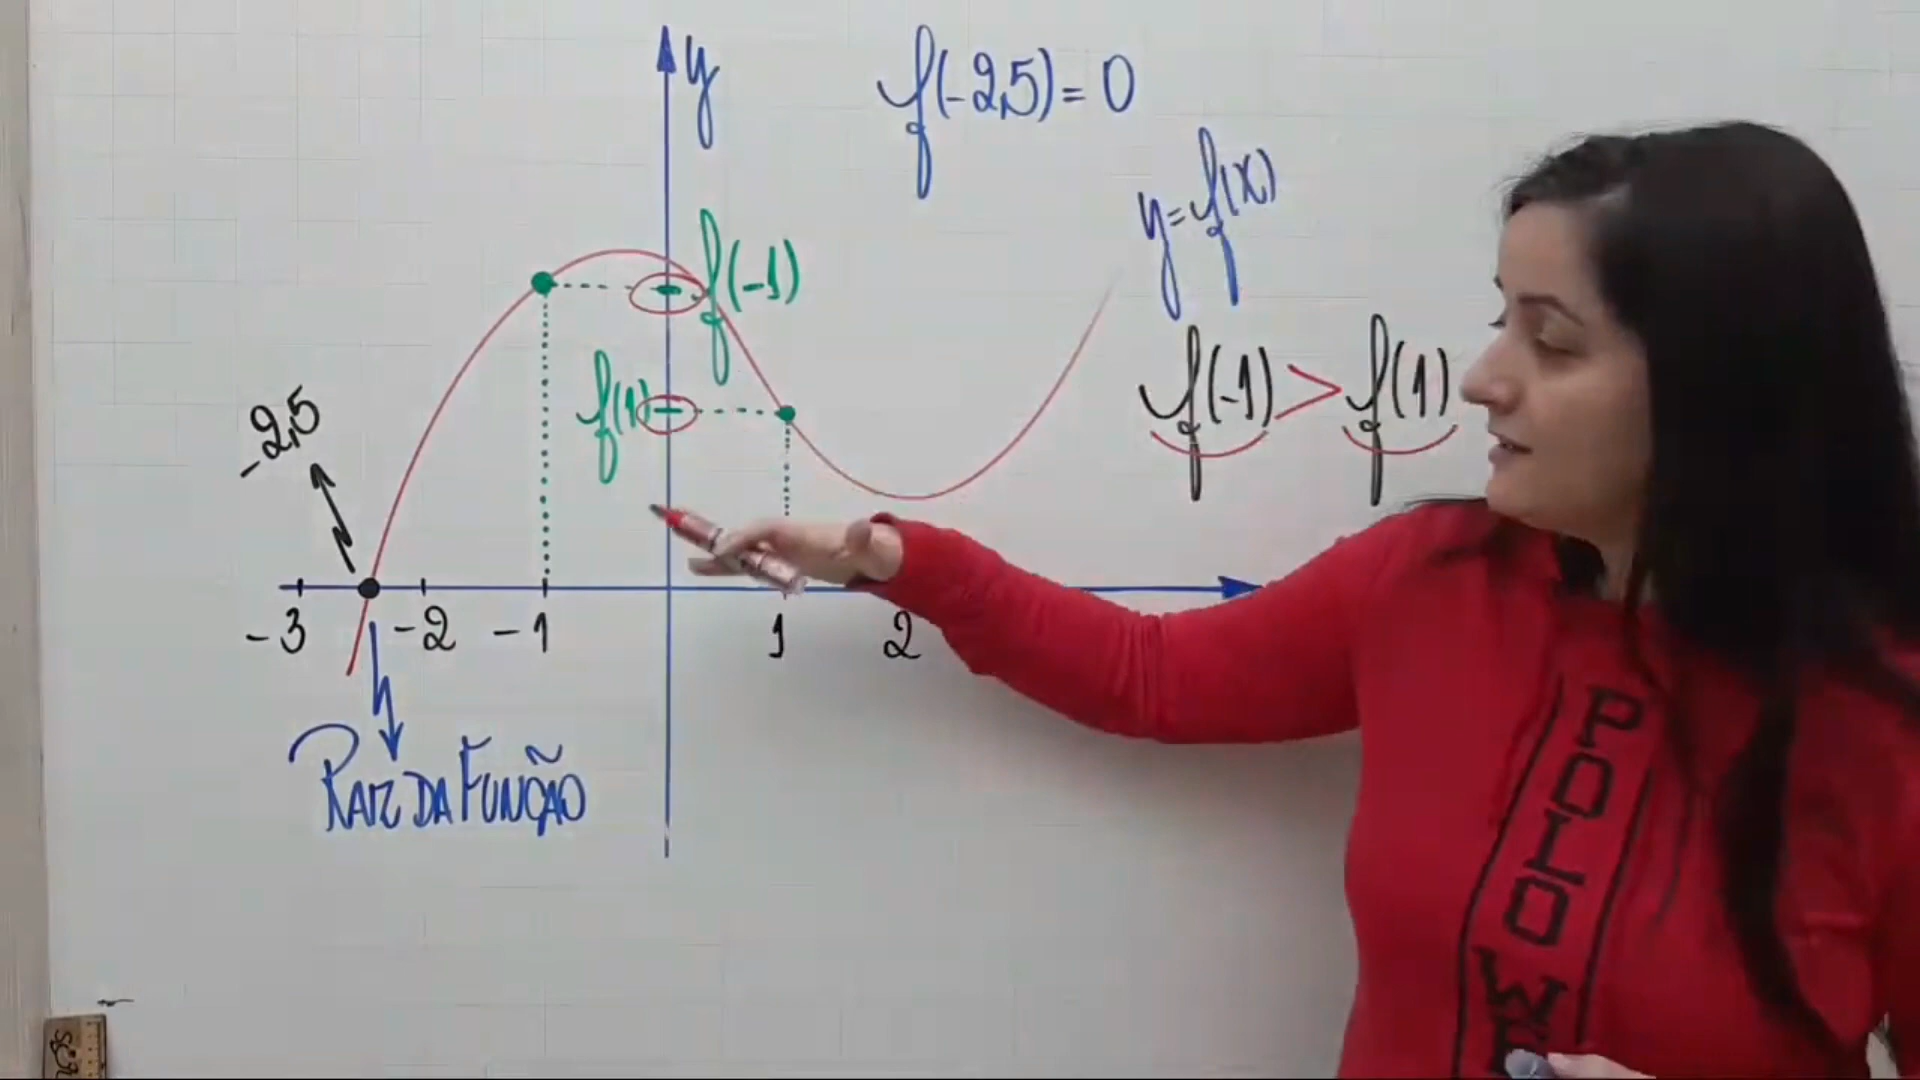 y
f(-2,5) = 0
y = f(x)
f(-1)
f(1)
f(-1) > f(1)
-2,5
-3 -2 -1 1 2
RAIZ DA FUNÇÃO
POLO WE